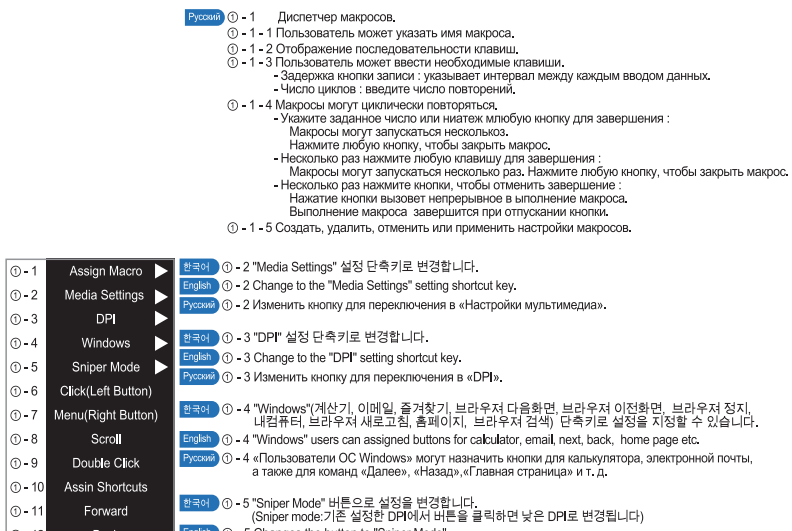 Русский ① - 1 Диспетчер макросов.
① - 1 - 1 Пользователь может указать имя макроса.
① - 1 - 2 Отображение последовательности клавиш.
① - 1 - 3 Пользователь может ввести необходимые клавиши.
- Задержка кнопки записи : указывает интервал между каждым вводом данных.
- Число циклов : введите число повторений.
① - 1 - 4 Макросы могут циклически повторяться.
- Укажите заданное число или ниатеж млюбую кнопку для завершения :
Макросы могут запускаться несколькоз.
Нажмите любую кнопку, чтобы закрыть макрос.
- Несколько раз нажмите любую клавишу для завершения :
Макросы могут запускаться несколько раз. Нажмите любую кнопку, чтобы закрыть макрос.
- Несколько раз нажмите кнопки, чтобы отменить завершение :
Нажатие кнопки вызовет непрерывное в ыполнение макроса.
Выполнение макроса завершится при отпускании кнопки.
① - 1 - 5 Создать, удалить, отменить или применить настройки макросов.
① - 1 Assign Macro
① - 2 Media Settings
① - 3 DPI
① - 4 Windows
① - 5 Sniper Mode
① - 6 Click(Left Button)
① - 7 Menu(Right Button)
① - 8 Scroll
① - 9 Double Click
① - 10 Assin Shortcuts
① - 11 Forward
한국어 ① - 2 "Media Settings" 설정 단축키로 변경합니다.
English ① - 2 Change to the "Media Settings" setting shortcut key.
Русский ① - 2 Изменить кнопку для переключения в «Настройки мультимедиа».
한국어 ① - 3 "DPI" 설정 단축키로 변경합니다.
English ① - 3 Change to the "DPI" setting shortcut key.
Русский ① - 3 Изменить кнопку для переключения в «DPI».
한국어 ① - 4 "Windows"(계산기, 이메일, 즐겨찾기, 브라우져 다음화면, 브라우져 이전화면, 브라우져 정지,
내컴퓨터, 브라우져 새로고침, 홈페이지, 브라우져 검색) 단축키로 설정을 지정할 수 있습니다.
English ① - 4 "Windows" users can assigned buttons for calculator, email, next, back, home page etc.
Русский ① - 4 «Пользователи ОС Windows» могут назначить кнопки для калькулятора, электронной почты,
а также для команд «Далее», «Назад»,«Главная страница» и т. д.
한국어 ① - 5 "Sniper Mode" 버튼으로 설정을 변경합니다.
(Sniper mode:기존 설정한 DPI에서 버튼을 클릭하면 낮은 DPI로 변경됩니다)